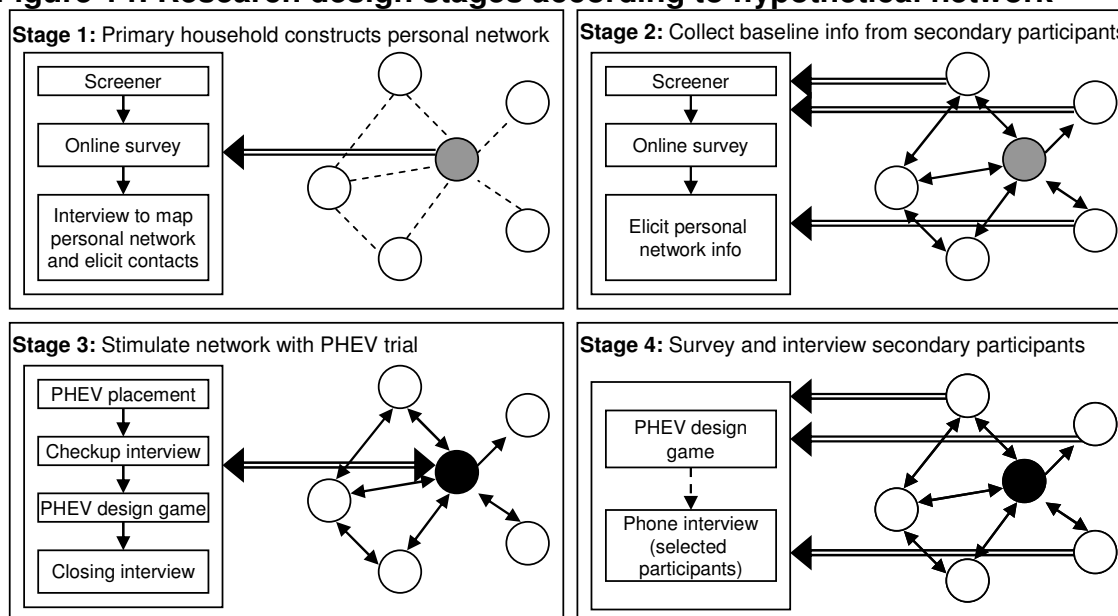 Figure Research design stages according to hypothetical network
Stage 1: Primary household constructs personal network
Screener
Online survey
Interview to map
personal network
and elicit contacts
Stage 2: Collect baseline info from secondary participants
Screener
Online survey
Elicit personal
network info
Stage 3: Stimulate network with PHEV trial
PHEV placement
Checkup interview
PHEV design game
Closing interview
Stage 4: Survey and interview secondary participants
PHEV design
game
Phone interview
(selected
participants)